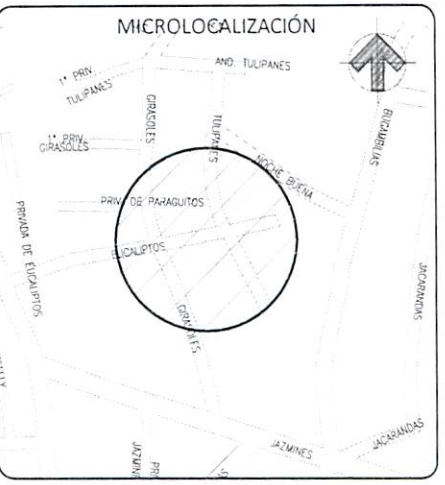 MICROLOCALIZACIÓN
AND. TULIPANES
1° PRIV.
TULIPANES
GIRASOLES
TULIPANES
BUGAMBILIAS
1° PRIV.
GIRASOLES
NOCHE BUENA
PRIV. DE PARAGUITOS
PRIVADA DE EUCALIPTOS
EUCALIPTOS
JACARANDAS
GIRASOLES
JAZMINES
JACARANDAS